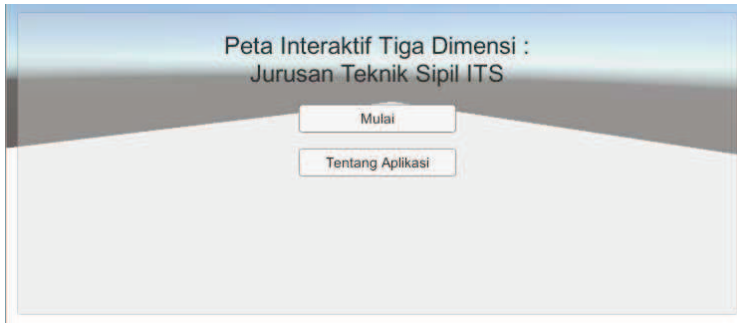 Peta Interaktif Tiga Dimensi :
Jurusan Teknik Sipil ITS
Mulai
Tentang Aplikasi